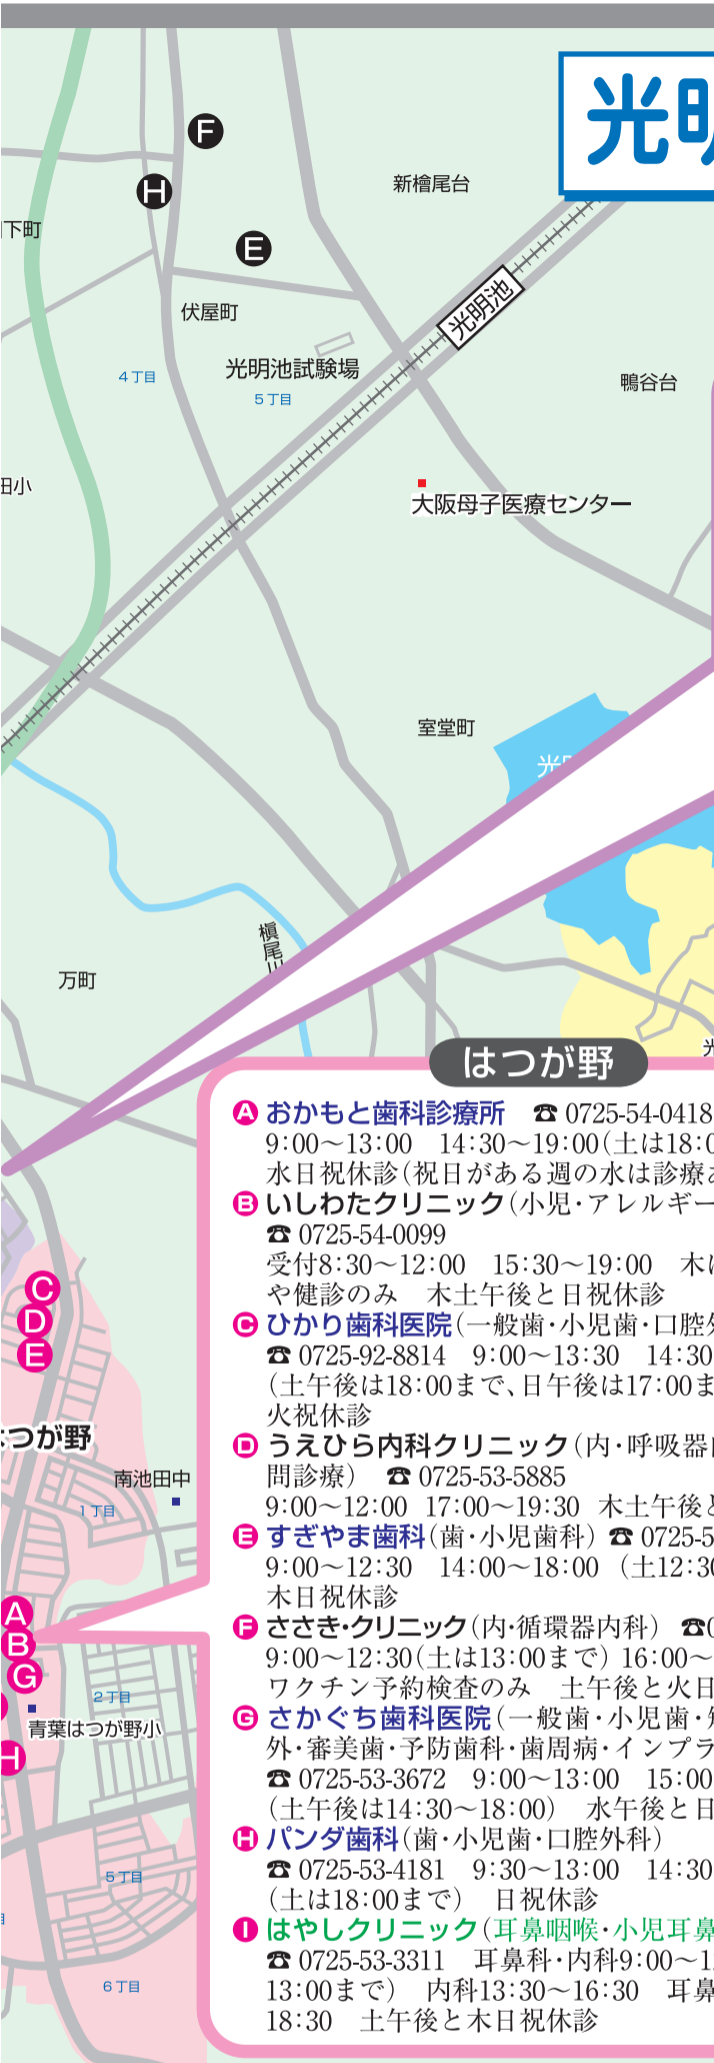 光明
F
H
新檜尾台
下町
E
光明池
伏屋町
光明池試験場
4丁目
5丁目
鴨谷台
田小
大阪母子医療センター
室堂町
光明
槇尾川
万町
光
はつが野
A おかもと歯科診療所 ☎ 0725-54-0418
9:00〜13:00 14:30〜19:00(土は18:0
水日祝休診(祝日がある週の水は診療あ
B いしわたクリニック(小児・アレルギー
☎ 0725-54-0099
受付8:30〜12:00 15:30〜19:00 木は
や健診のみ 木土午後と日祝休診
C ひかり歯科医院(一般歯・小児歯・口腔外
☎ 0725-92-8814 9:00〜13:30 14:30
(土午後は18:00まで、日午後は17:00ま
火祝休診
D うえひら内科クリニック(内・呼吸器内
問診療) ☎ 0725-53-5885
9:00〜12:00 17:00〜19:30 木土午後と
E すぎやま歯科(歯・小児歯科) ☎ 0725-5
9:00〜12:30 14:00〜18:00 (土12:30
木日祝休診
F ささき・クリニック(内・循環器内科) ☎0
9:00〜12:30(土は13:00まで) 16:00〜
ワクチン予約検査のみ 土午後と火日
G さかぐち歯科医院(一般歯・小児歯・矯
外・審美歯・予防歯科・歯周病・インプラ
☎ 0725-53-3672 9:00〜13:00 15:00
(土午後は14:30〜18:00) 水午後と日
H パンダ歯科(歯・小児歯・口腔外科)
☎ 0725-53-4181 9:30〜13:00 14:30
(土は18:00まで) 日祝休診
I はやしクリニック(耳鼻咽喉・小児耳鼻
☎ 0725-53-3311 耳鼻科・内科9:00〜1
13:00まで) 内科13:30〜16:30 耳鼻
18:30 土午後と木日祝休診
C
D
E
はつが野
南池田中
1丁目
A
B
G
2丁目
青葉はつが野小
H
5丁目
6丁目